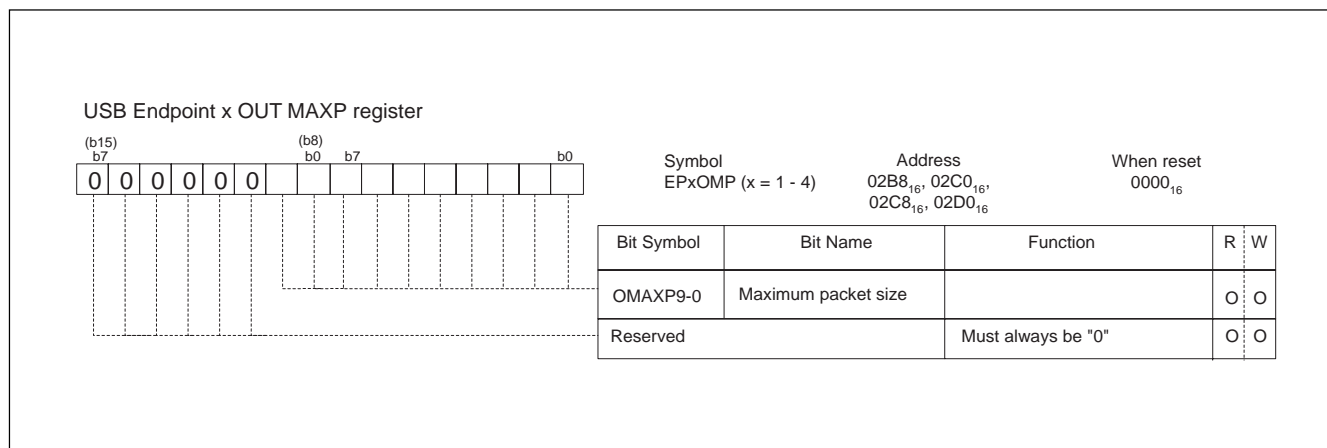 USB Endpoint x OUT MAXP register
(b15) (b8)
b7 b0 b7 b0
0 0 0 0 0 0
Symbol Address When reset
EPxOMP (x = 1 - 4) 02B8₁₆, 02C0₁₆, 0000₁₆
02C8₁₆, 02D0₁₆
Bit Symbol Bit Name Function R W
OMAXP9-0 Maximum packet size O O
Reserved Must always be "0" O O